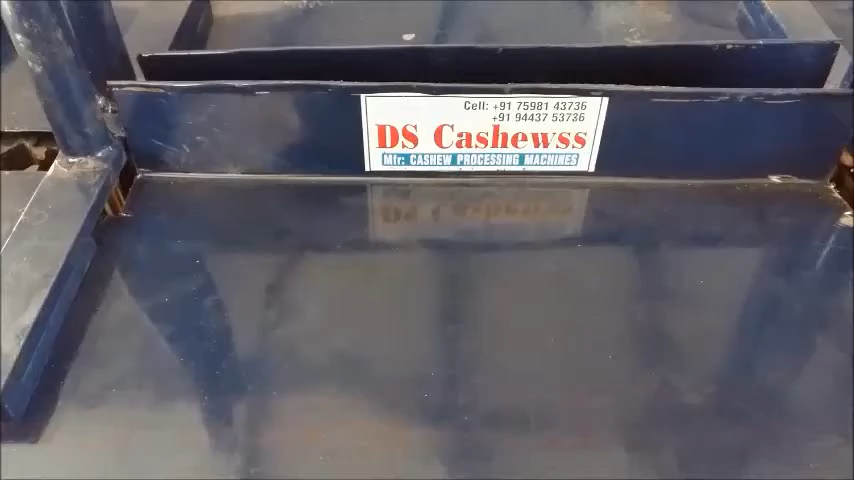 Cell: +91 75981 43736
+91 94437 53736
DS Cashewss
Mfr: CASHEW PROCESSING MACHINES